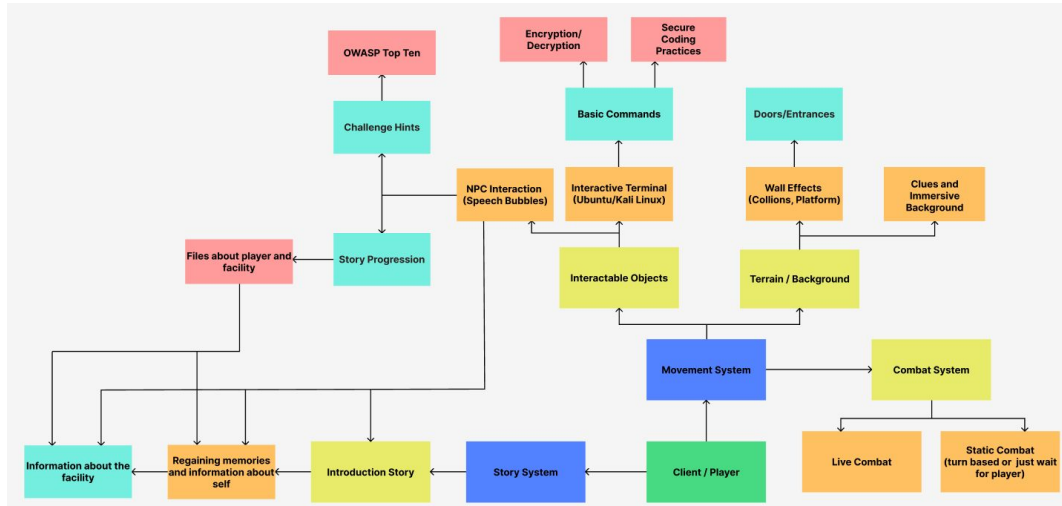 OWASP Top Ten
Encryption/
Decryption
Secure
Coding
Practices
Challenge Hints
Basic Commands
Doors/Entrances
NPC Interaction
(Speech Bubbles)
Interactive Terminal
(Ubuntu/Kali Linux)
Wall Effects
(Collions, Platform)
Clues and
Immersive
Background
Files about player and
facility
Story Progression
Interactable Objects
Terrain / Background
Movement System
Combat System
Information about the
facility
Regaining memories
and information about
self
Introduction Story
Story System
Client / Player
Live Combat
Static Combat
(turn based or just wait
for player)